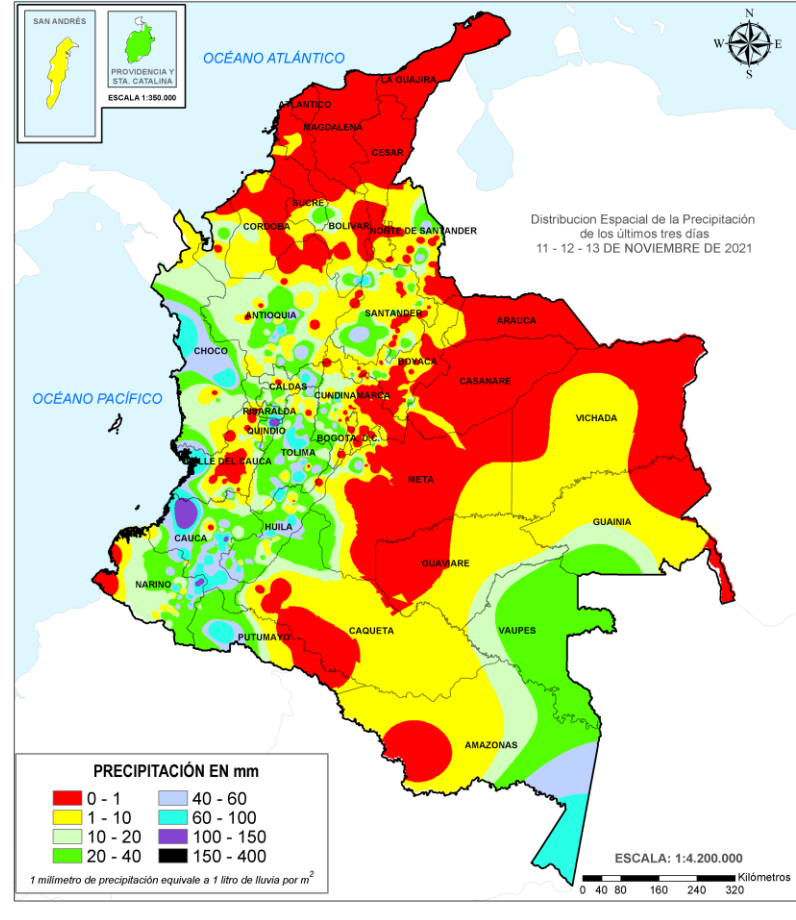 SAN ANDRÉS
PROVIDENCIA Y
STA. CATALINA
ESCALA 1:350.000
OCÉANO ATLÁNTICO
N
W
E
S
LA GUAJIRA
ATLANTICO
MAGDALENA
CESAR
SUCRE
CORDOBA
BOLIVAR
NORTE DE SANTANDER
Distribucion Espacial de la Precipitación
de los últimos tres días
11 - 12 - 13 DE NOVIEMBRE DE 2021
ANTIOQUIA
SANTANDER
ARAUCA
CHOCO
BOYACA
CASANARE
OCÉANO PACÍFICO
CALDAS
CUNDINAMARCA
RISARALDA
VICHADA
QUINDIO
BOGOTA, D.C.
TOLIMA
VALLE DEL CAUCA
META
GUAINIA
HUILA
CAUCA
GUAVIARE
NARINO
CAQUETA
VAUPES
PUTUMAYO
AMAZONAS
PRECIPITACIÓN EN mm
0 - 1
40 - 60
1 - 10
60 - 100
10 - 20
100 - 150
20 - 40
150 - 400
1 milímetro de precipitación equivale a 1 litro de lluvia por m²
ESCALA: 1:4.200.000
Kilómetros
0 40 80 160 240 320